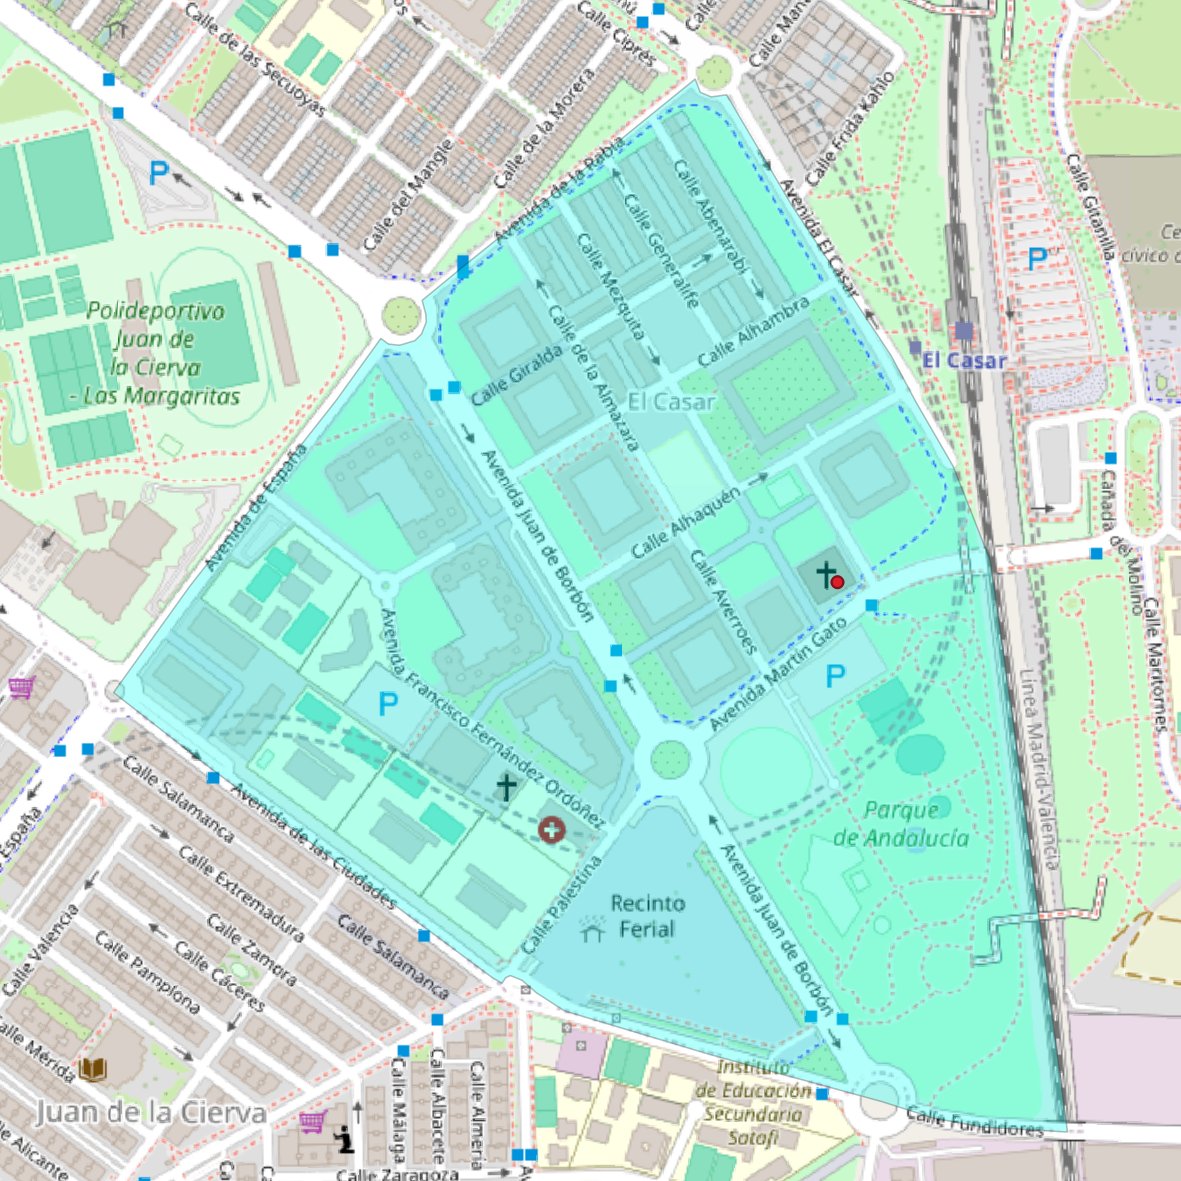 Calle Ciprés
Calle de las Secuoyas
Calle de la Morera
Calle del Mangle
Calle Frida Kahlo
Calle Gitanilla
P
Avenida de la Rabia
Calle Abenarabi
Avenida El Casar
Calle Generalife
Calle Mezquita
P
cívico
Polideportivo
Juan de
la Cierva
- Las Margaritas
Calle de la Almazara
Calle Alhambra
Calle Giralda
El Casar
El Casar
Avenida de España
Avenida Juan de Borbón
Calle Alhaquén
Calle Averroes
Cañada del Molino
Calle Maritornes
Avenida Martín Gato
P
P
Avenida Francisco Fernández Ordóñez
Línea Madrid-Valencia
Calle Salamanca
Avenida de las Ciudades
Parque
de Andalucía
España
Calle Extremadura
Calle Palestina
Recinto
Ferial
Avenida Juan de Borbón
Calle Valencia
Calle Zamora
Calle Salamanca
Calle Cáceres
Calle Pamplona
Calle Mérida
Juan de la Cierva
Calle Málaga
Calle Albacete
Calle Almería
Instituto
de Educación
Secundaria
Satafi
Calle Fundidores
Alicante
Calle Zaragoza